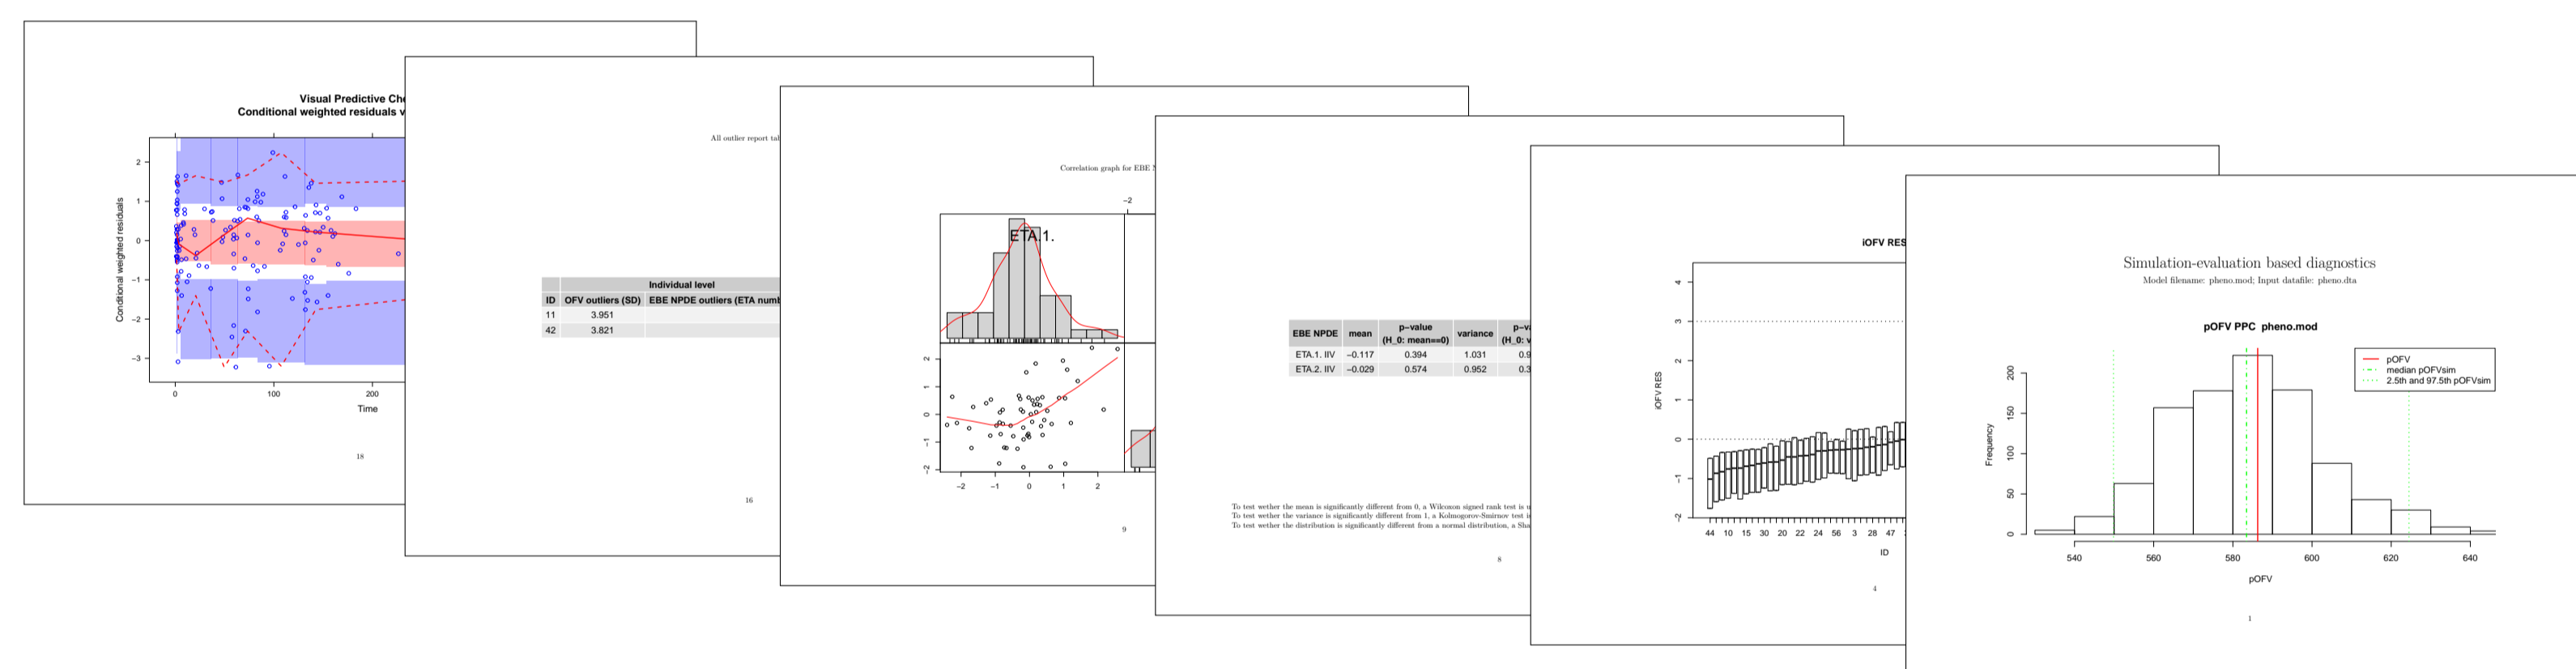 Visual Predictive Che
Conditional weighted residuals v
Conditional weighted residuals
2
1
0
−1
−2
−3
0 100 200
Time
18
All outlier report tal
Individual level
ID OFV outliers (SD) EBE NPDE outliers (ETA numb
11 3.951
42 3.821
16
Correlation graph for EBE N
−2
ETA.1.
2
1
0
−1
−2
−2 −1 0 1 2
9
EBE NPDE mean p−value (H_0: mean==0) variance p−va (H_0: v
ETA.1. IIV −0.117 0.394 1.031 0.9
ETA.2. IIV −0.029 0.574 0.952 0.3
To test wether the mean is significantly different from 0, a Wilcoxon signed rank test is u
To test wether the variance is significantly different from 1, a Kolmogorov-Smirnov test is
To test wether the distribution is significantly different from a normal distribution, a Sha
8
iOFV RES
iOFV RES
4
3
2
1
0
−1
−2
44 10 15 30 20 22 24 56 3 28 47
ID
4
Simulation-evaluation based diagnostics
Model filename: pheno.mod; Input datafile: pheno.dta
pOFV PPC pheno.mod
pOFV
median pOFVsim
2.5th and 97.5th pOFVsim
Frequency
200
150
100
50
0
540 560 580 600 620 640
pOFV
1